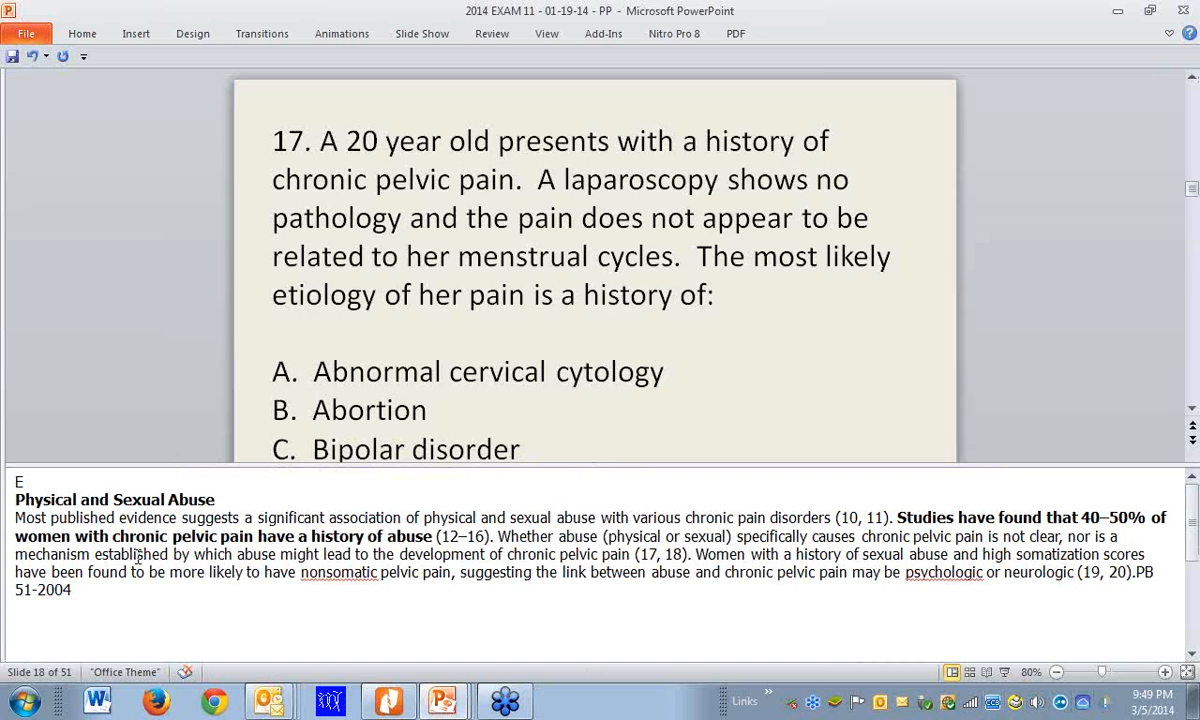 2014 EXAM 11 - 01-19-14 - PP - Microsoft PowerPoint
File Home Insert Design Transitions Animations Slide Show Review View Add-Ins Nitro Pro 8 PDF
17. A 20 year old presents with a history of
chronic pelvic pain. A laparoscopy shows no
pathology and the pain does not appear to be
related to her menstrual cycles. The most likely
etiology of her pain is a history of:
A. Abnormal cervical cytology
B. Abortion
C. Bipolar disorder
E
Physical and Sexual Abuse
Most published evidence suggests a significant association of physical and sexual abuse with various chronic pain disorders (10, 11). Studies have found that 40–50% of
women with chronic pelvic pain have a history of abuse (12–16). Whether abuse (physical or sexual) specifically causes chronic pelvic pain is not clear, nor is a
mechanism established by which abuse might lead to the development of chronic pelvic pain (17, 18). Women with a history of sexual abuse and high somatization scores
have been found to be more likely to have nonsomatic pelvic pain, suggesting the link between abuse and chronic pelvic pain may be psychologic or neurologic (19, 20).PB
51-2004
Slide 18 of 51 "Office Theme" 80%
Links 9:49 PM
3/5/2014